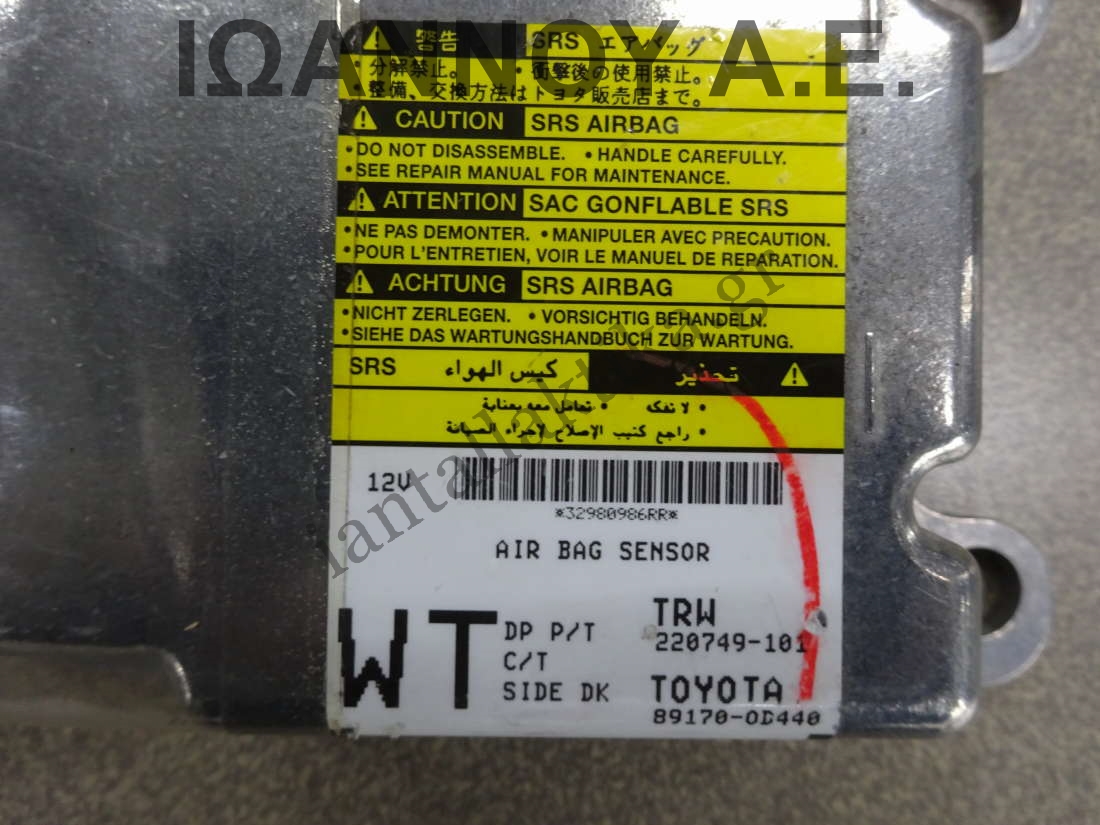 ΙΩΑΝΝΟΥ Α.Ε.
警告 SRS エアバッグ
・分解禁止。 ・衝撃後の使用禁止。
・整備、交換方法はトヨタ販売店まで。
CAUTION SRS AIRBAG
•DO NOT DISASSEMBLE. •HANDLE CAREFULLY.
•SEE REPAIR MANUAL FOR MAINTENANCE.
ATTENTION SAC GONFLABLE SRS
•NE PAS DEMONTER. •MANIPULER AVEC PRECAUTION.
•POUR L'ENTRETIEN, VOIR LE MANUEL DE REPARATION.
ACHTUNG SRS AIRBAG
•NICHT ZERLEGEN. •VORSICHTIG BEHANDELN.
•SIEHE DAS WARTUNGSHANDBUCH ZUR WARTUNG.
تحذير كيس الهواء SRS
• لا تفكه • تعامل معه بعناية
• راجع كتيب الإصلاح لإجراء الصيانة
12V
*32980986RR*
AIR BAG SENSOR
WT
DP P/T TRW
220749-101
C/T
SIDE DK TOYOTA
89170-0D440
antallaktika.gr